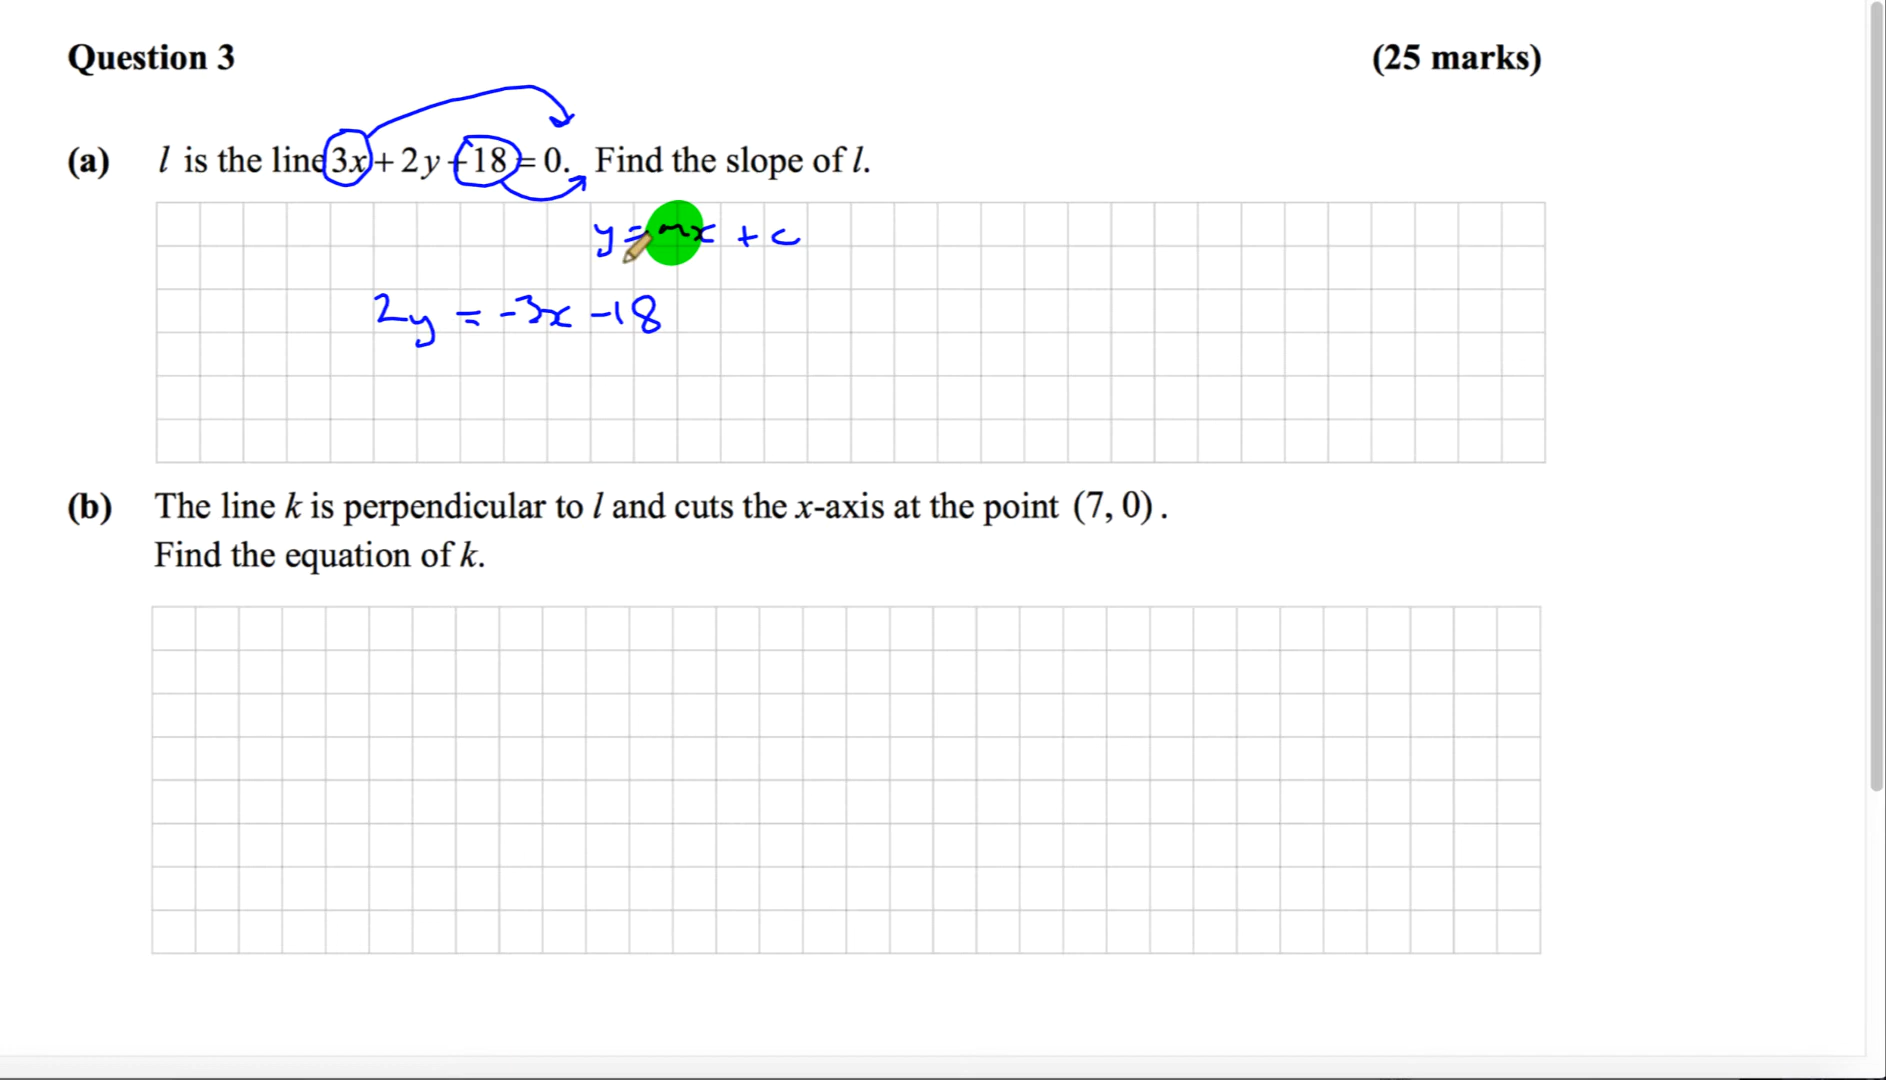 Question 3 (25 marks)
(a) l is the line 3x + 2y + 18 = 0. Find the slope of l.
y = mx + c
2y = -3x -18
(b) The line k is perpendicular to l and cuts the x-axis at the point (7, 0).
Find the equation of k.